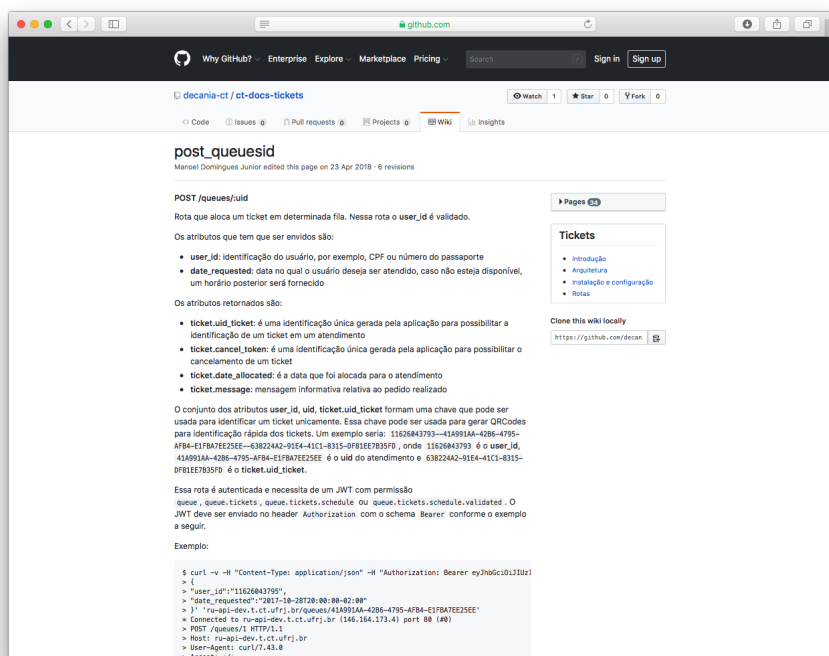 github.com
Why GitHub? Enterprise Explore Marketplace Pricing Search / Sign in Sign up
decania-ct / ct-docs-tickets Watch 1 Star 0 Fork 0
Code Issues 0 Pull requests 0 Projects 0 Wiki Insights
post_queuesid
Manoel Domingues Junior edited this page on 23 Apr 2018 · 6 revisions
POST /queues/:uid
Rota que aloca um ticket em determinada fila. Nessa rota o user_id é validado.
Os atributos que tem que ser envidos são:
• user_id: identificação do usuário, por exemplo, CPF ou número do passaporte
• date_requested: data no qual o usuário deseja ser atendido, caso não esteja disponível,
um horário posterior será fornecido
Os atributos retornados são:
• ticket.uid_ticket: é uma identificação única gerada pela aplicação para possibilitar a
identificação de um ticket em um atendimento
• ticket.cancel_token: é uma identificação única gerada pela aplicação para possibilitar o
cancelamento de um ticket
• ticket.date_allocated: é a data que foi alocada para o atendimento
• ticket.message: mensagem informativa relativa ao pedido realizado
O conjunto dos atributos user_id, uid, ticket.uid_ticket formam uma chave que pode ser
usada para identificar um ticket unicamente. Essa chave pode ser usada para gerar QRCodes
para identificação rápida dos tickets. Um exemplo seria: 11626043793--41A991AA-42B6-4795-
AFB4-E1FBA7EE25EE--638224A2-91E4-41C1-8315-DF81EE7B35FD , onde 11626043793 é o user_id,
41A991AA-42B6-4795-AFB4-E1FBA7EE25EE é o uid do atendimento e 638224A2-91E4-41C1-8315-
DF81EE7B35FD é o ticket.uid_ticket.
Essa rota é autenticada e necessita de um JWT com permissão
queue , queue.tickets , queue.tickets.schedule ou queue.tickets.schedule.validated . O
JWT deve ser enviado no header Authorization com o schema Bearer conforme o exemplo
a seguir.
Exemplo:
$ curl -v -H "Content-Type: application/json" -H "Authorization: Bearer eyJhbGciOiJIUzI
> {
> "user_id":"11626043795",
> "date_requested":"2017-10-28T20:00:00-02:00"
> }' 'ru-api-dev.t.ct.ufrj.br/queues/41A991AA-42B6-4795-AFB4-E1FBA7EE25EE'
* Connected to ru-api-dev.t.ct.ufrj.br (146.164.173.4) port 80 (#0)
> POST /queues/1 HTTP/1.1
> Host: ru-api-dev.t.ct.ufrj.br
> User-Agent: curl/7.43.0
Pages 34
Tickets
• Introdução
• Arquitetura
• Instalação e configuração
• Rotas
Clone this wiki locally
https://github.com/decan